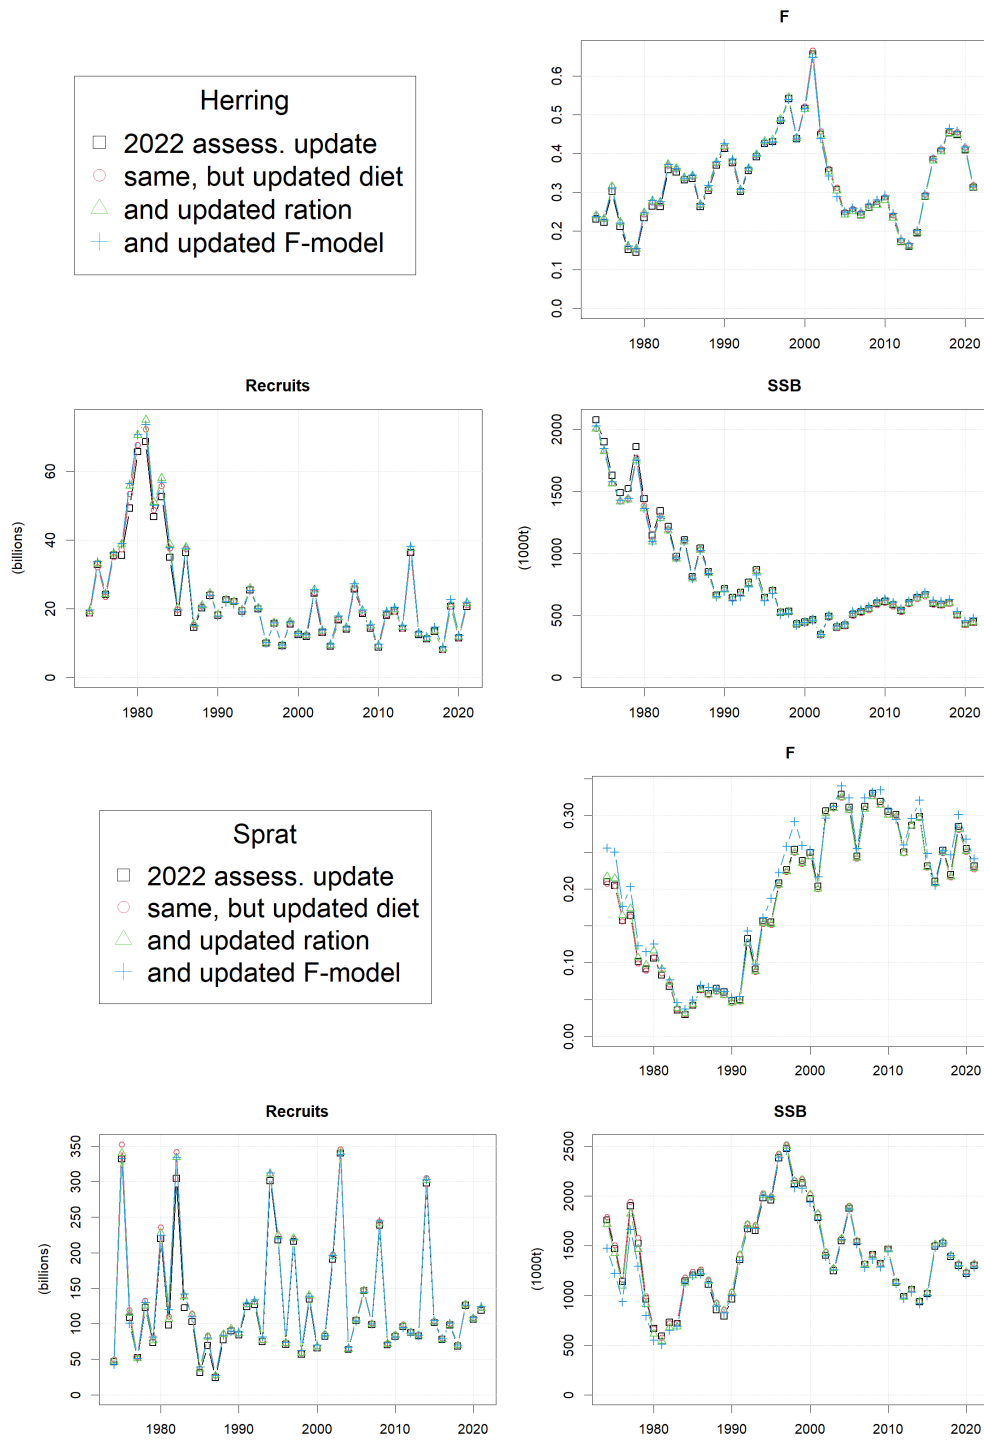 F
Herring
2022 assess. update
same, but updated diet
and updated ration
and updated F-model
0.6
0.5
0.4
0.3
0.2
0.1
0.0
1980 1990 2000 2010 2020
Recruits
(billions)
60
40
20
0
1980 1990 2000 2010 2020
SSB
(1000t)
2000
1500
1000
500
0
1980 1990 2000 2010 2020
F
Sprat
2022 assess. update
same, but updated diet
and updated ration
and updated F-model
0.30
0.20
0.10
0.00
1980 1990 2000 2010 2020
Recruits
(billions)
350
300
250
200
150
100
50
0
1980 1990 2000 2010 2020
SSB
(1000t)
2500
2000
1500
1000
500
0
1980 1990 2000 2010 2020